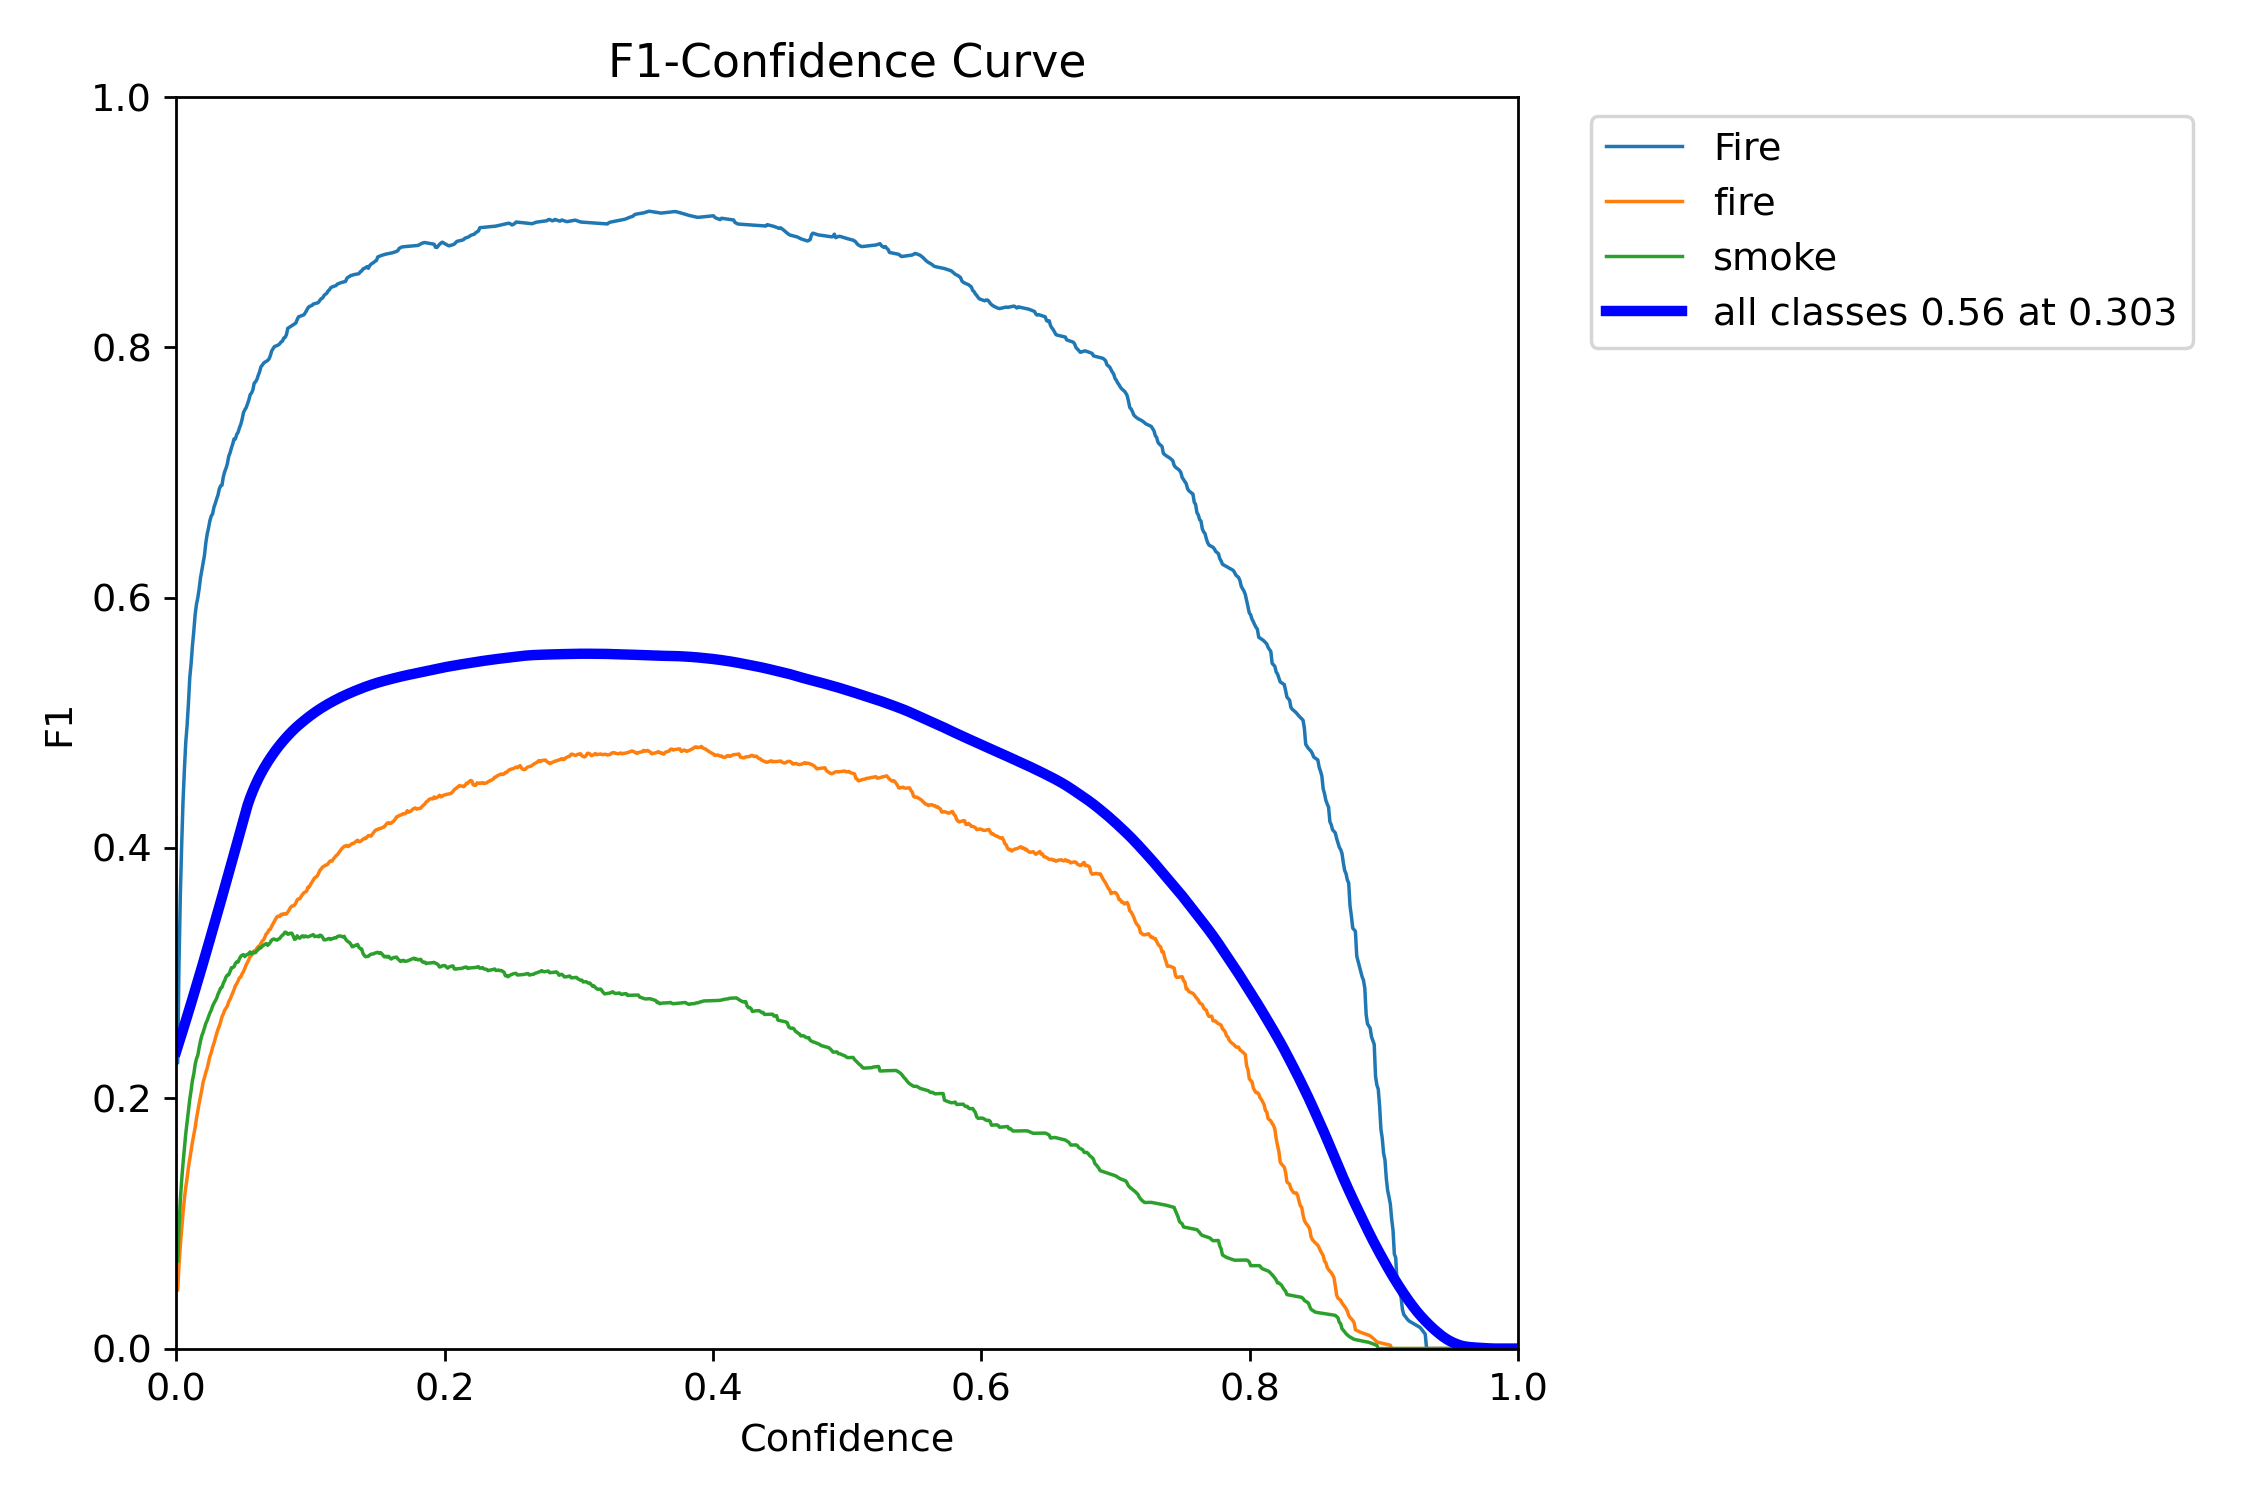 F1-Confidence Curve
1.0
0.8
0.6
0.4
0.2
0.0
F1
0.0 0.2 0.4 0.6 0.8 1.0
Confidence
Fire
fire
smoke
all classes 0.56 at 0.303